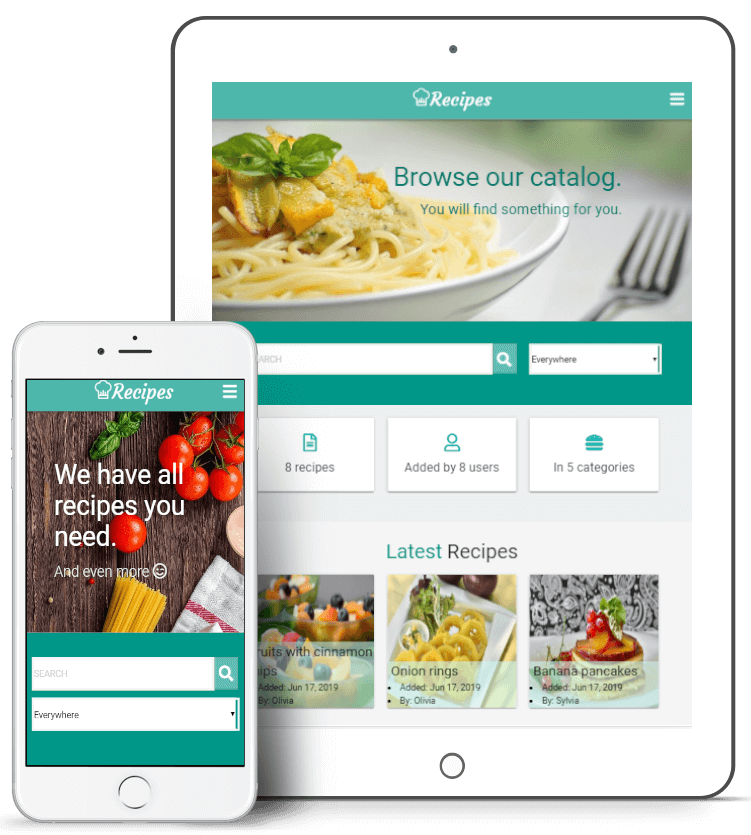 Recipes
Browse our catalog.
You will find something for you.
ARCH
Everywhere
8 recipes
Added by 8 users
In 5 categories
Latest Recipes
ruits with cinnamon
ips
Added: Jun 17, 2019
By: Olivia
Onion rings
Added: Jun 17, 2019
By: Olivia
Banana pancakes
Added: Jun 17, 2019
By: Sylvia
Recipes
We have all
recipes you
need.
And even more
SEARCH
Everywhere